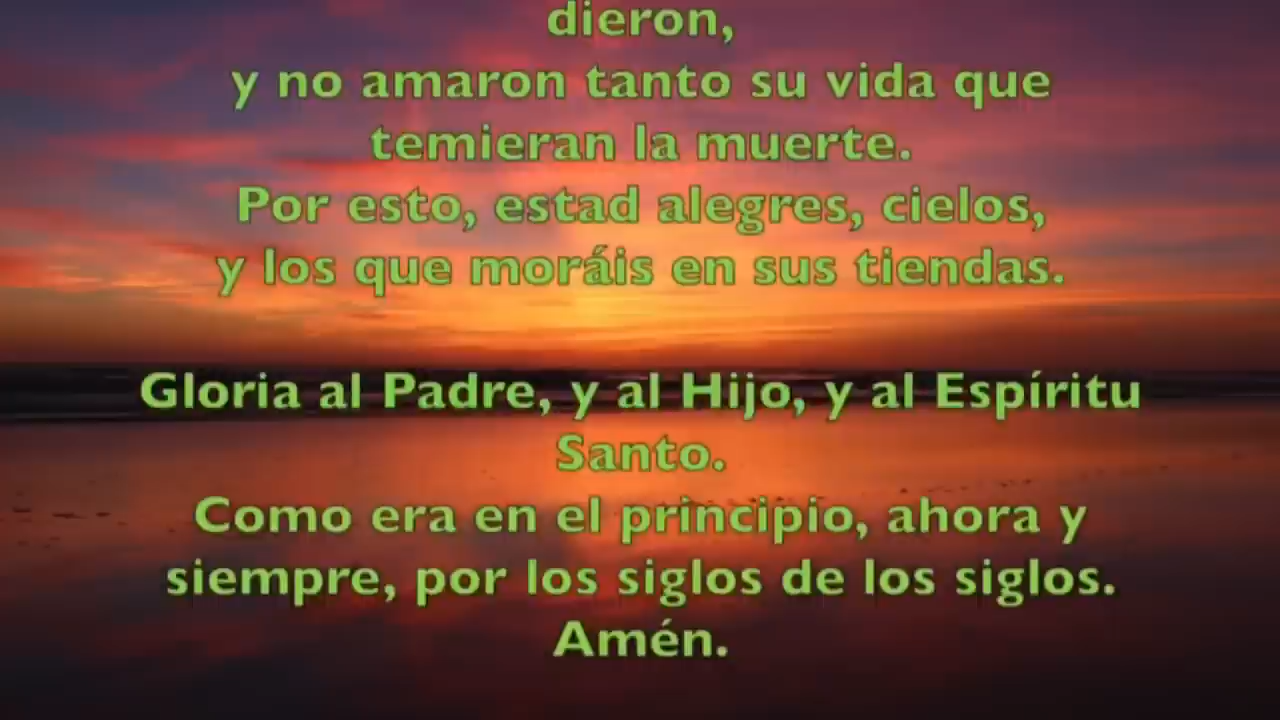 dieron,
y no amaron tanto su vida que
temieran la muerte.
Por esto, estad alegres, cielos,
y los que moráis en sus tiendas.
Gloria al Padre, y al Hijo, y al Espíritu
Santo.
Como era en el principio, ahora y
siempre, por los siglos de los siglos.
Amén.